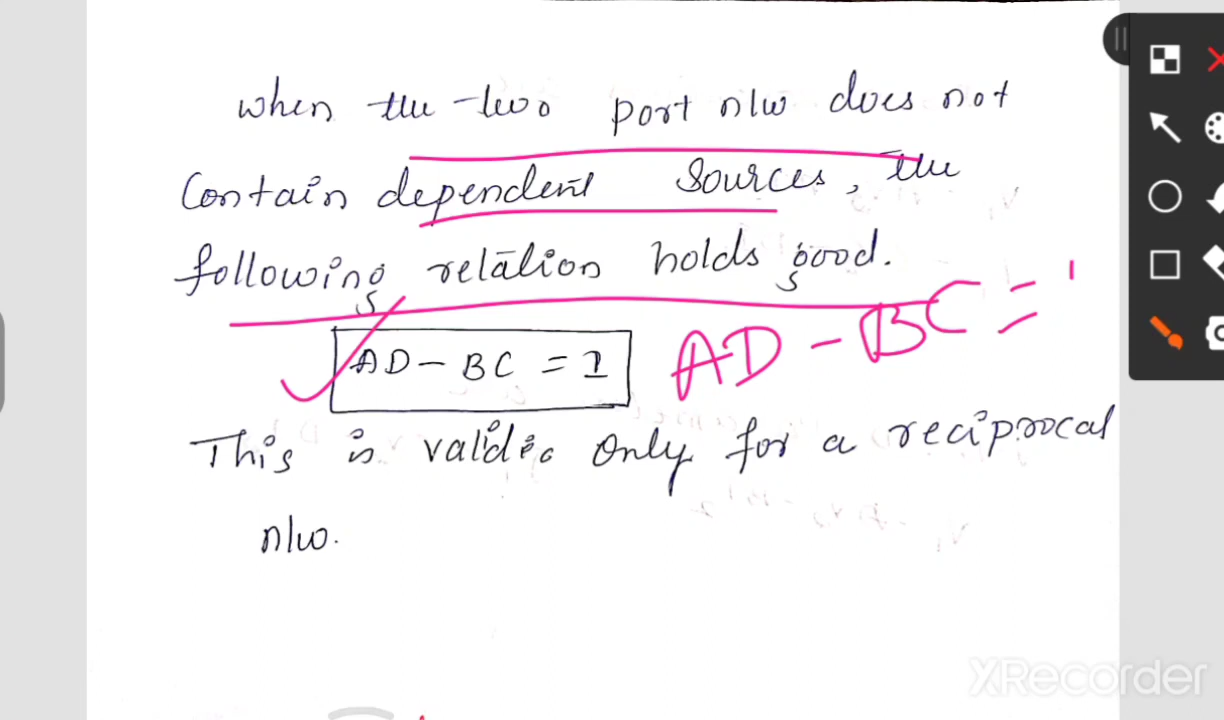 when the two port n/w does not
Contain dependent Sources, the
following relation holds good.
AD - BC = 1
AD - BC = 1
This is valid only for a reciprocal
n/w.
XRecorder